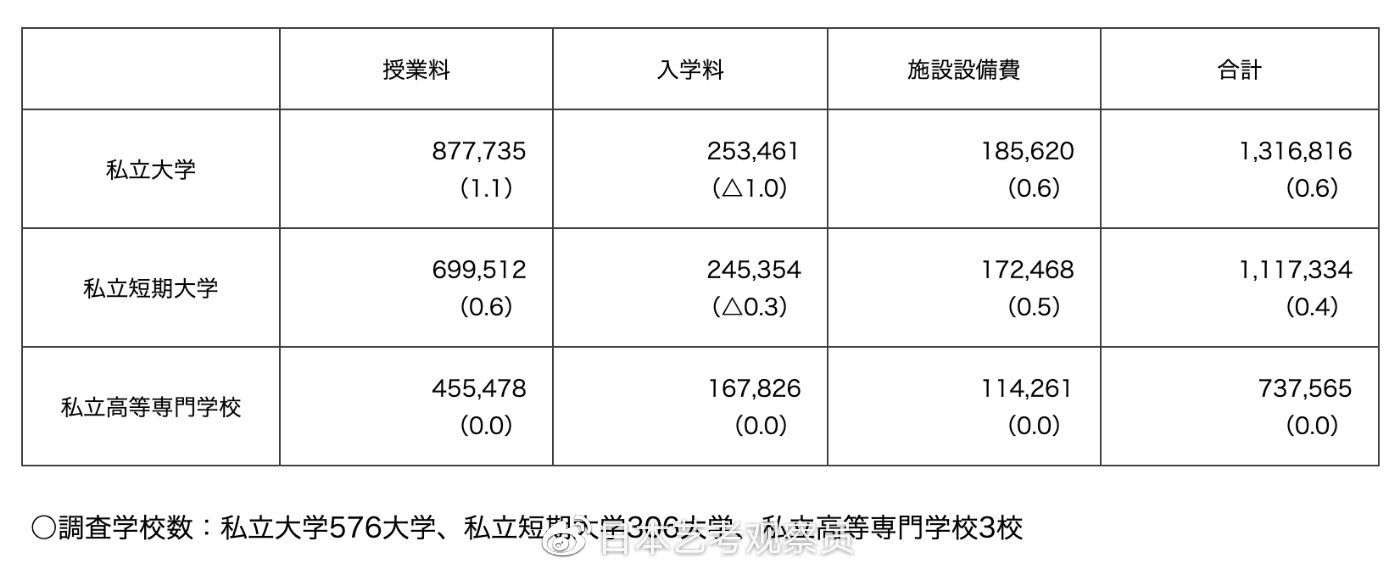 授業料 入学料 施設設備費 合計
私立大学 877,735 253,461 185,620 1,316,816
(1.1) (△1.0) (0.6) (0.6)
私立短期大学 699,512 245,354 172,468 1,117,334
(0.6) (△0.3) (0.5) (0.4)
私立高等専門学校 455,478 167,826 114,261 737,565
(0.0) (0.0) (0.0) (0.0)
〇調査学校数：私立大学576大学、私立短期大学306大学、私立高等専門学校3校
日本艺考观察员